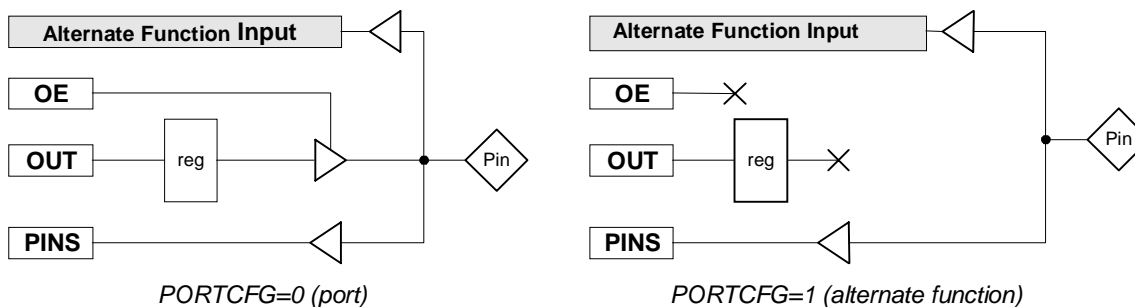 Alternate Function Input
OE
OUT
reg
Pin
PINS
PORTCFG=0 (port)
Alternate Function Input
OE
OUT
reg
Pin
PINS
PORTCFG=1 (alternate function)